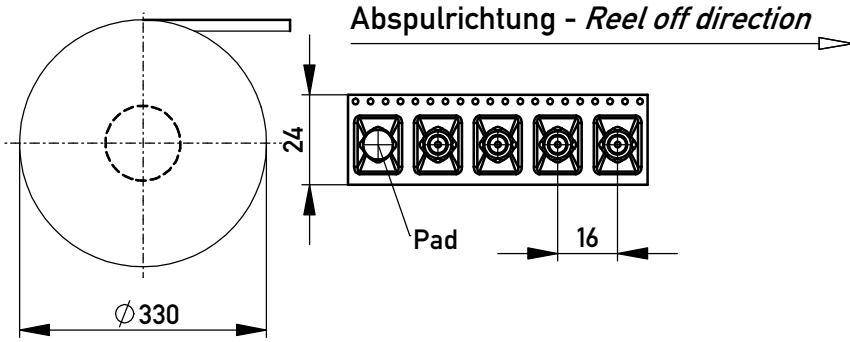 Abspulrichtung - Reel off direction
24
Pad
16
⌀ 330